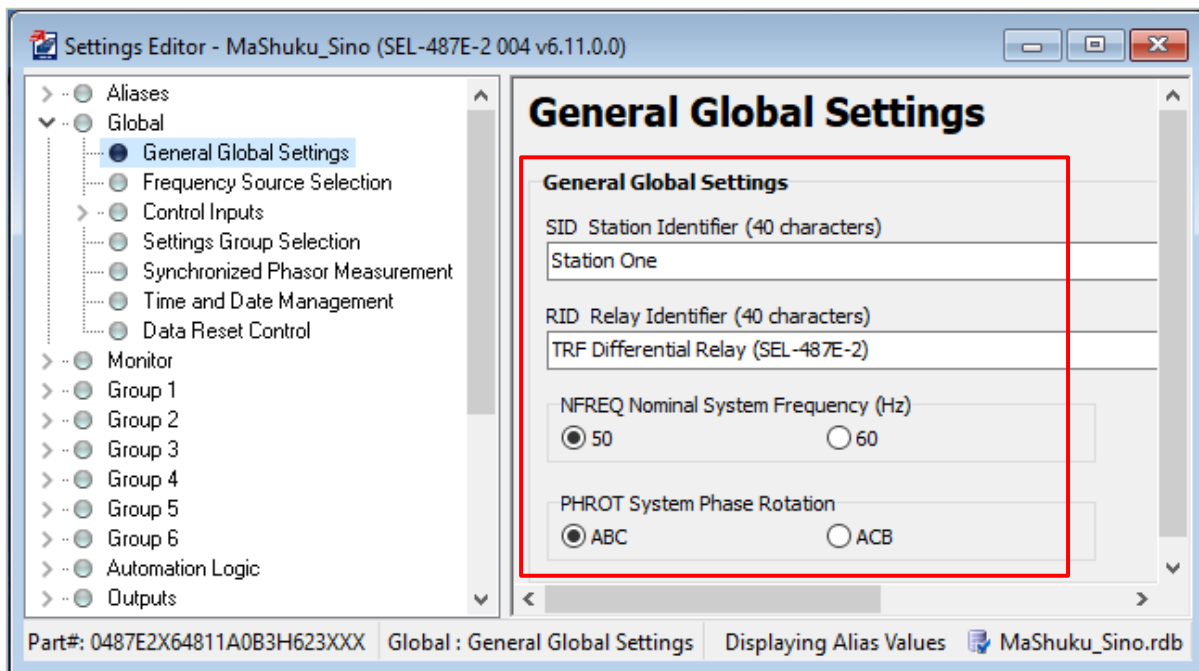 Settings Editor - MaShuku_Sino (SEL-487E-2 004 v6.11.0.0)
Aliases
Global
General Global Settings
Frequency Source Selection
Control Inputs
Settings Group Selection
Synchronized Phasor Measurement
Time and Date Management
Data Reset Control
Monitor
Group 1
Group 2
Group 3
Group 4
Group 5
Group 6
Automation Logic
Outputs
General Global Settings
General Global Settings
SID Station Identifier (40 characters)
Station One
RID Relay Identifier (40 characters)
TRF Differential Relay (SEL-487E-2)
NFREQ Nominal System Frequency (Hz)
50 60
PHROT System Phase Rotation
ABC ACB
Part#: 0487E2X64811A0B3H623XXX Global : General Global Settings Displaying Alias Values MaShuku_Sino.rdb